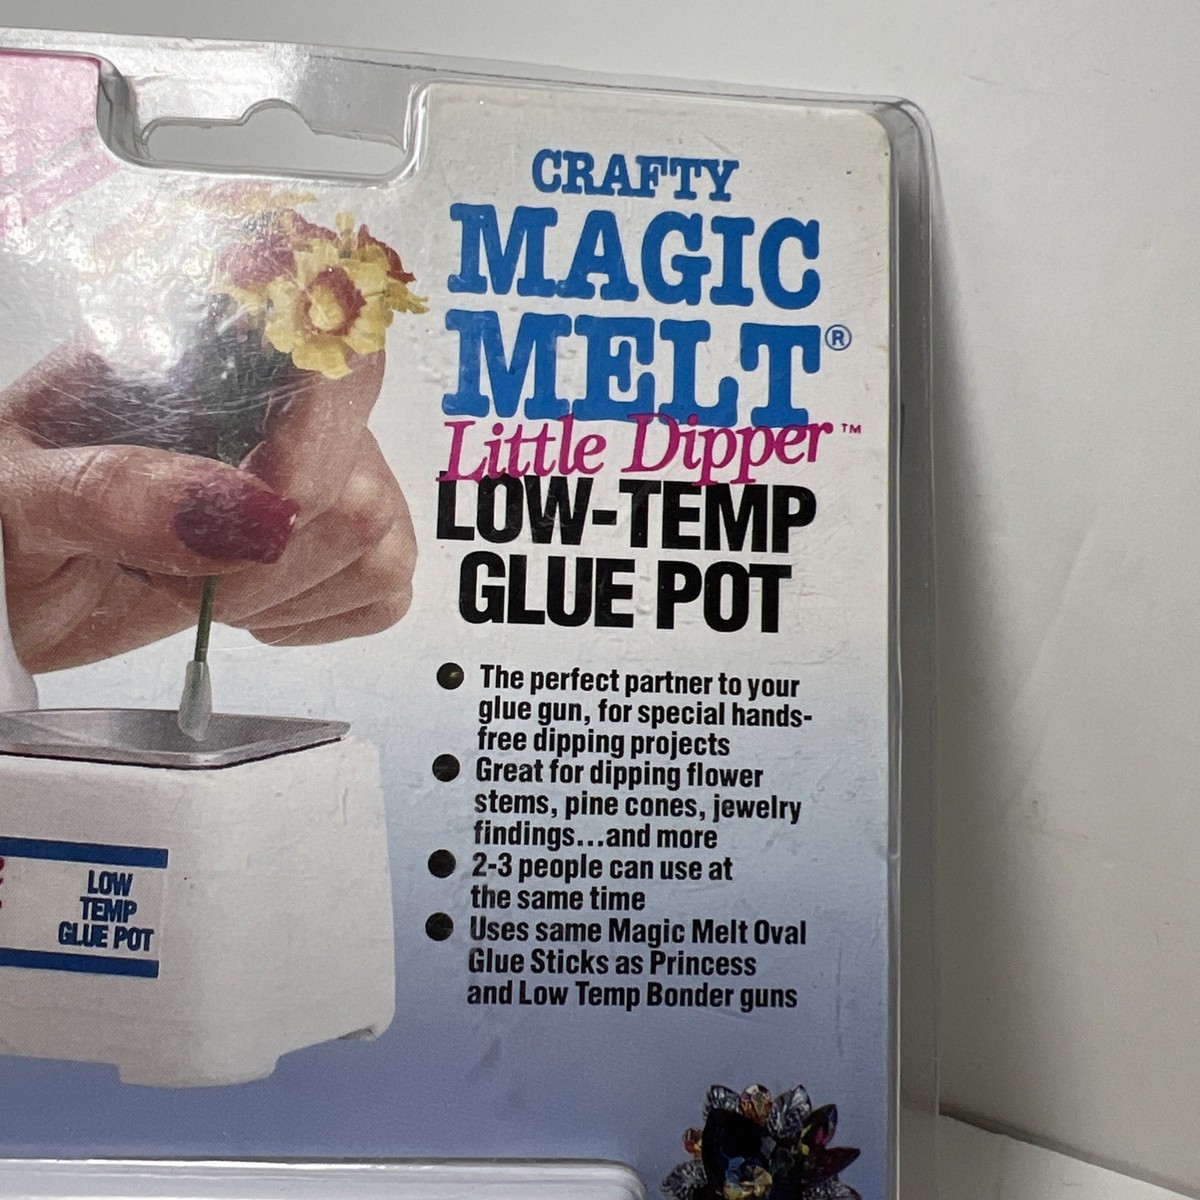 CRAFTY
MAGIC
MELT®
Little Dipper™
LOW-TEMP
GLUE POT
● The perfect partner to your
glue gun, for special hands-
free dipping projects
● Great for dipping flower
stems, pine cones, jewelry
findings...and more
● 2-3 people can use at
the same time
● Uses same Magic Melt Oval
Glue Sticks as Princess
and Low Temp Bonder guns
LOW
TEMP
GLUE POT